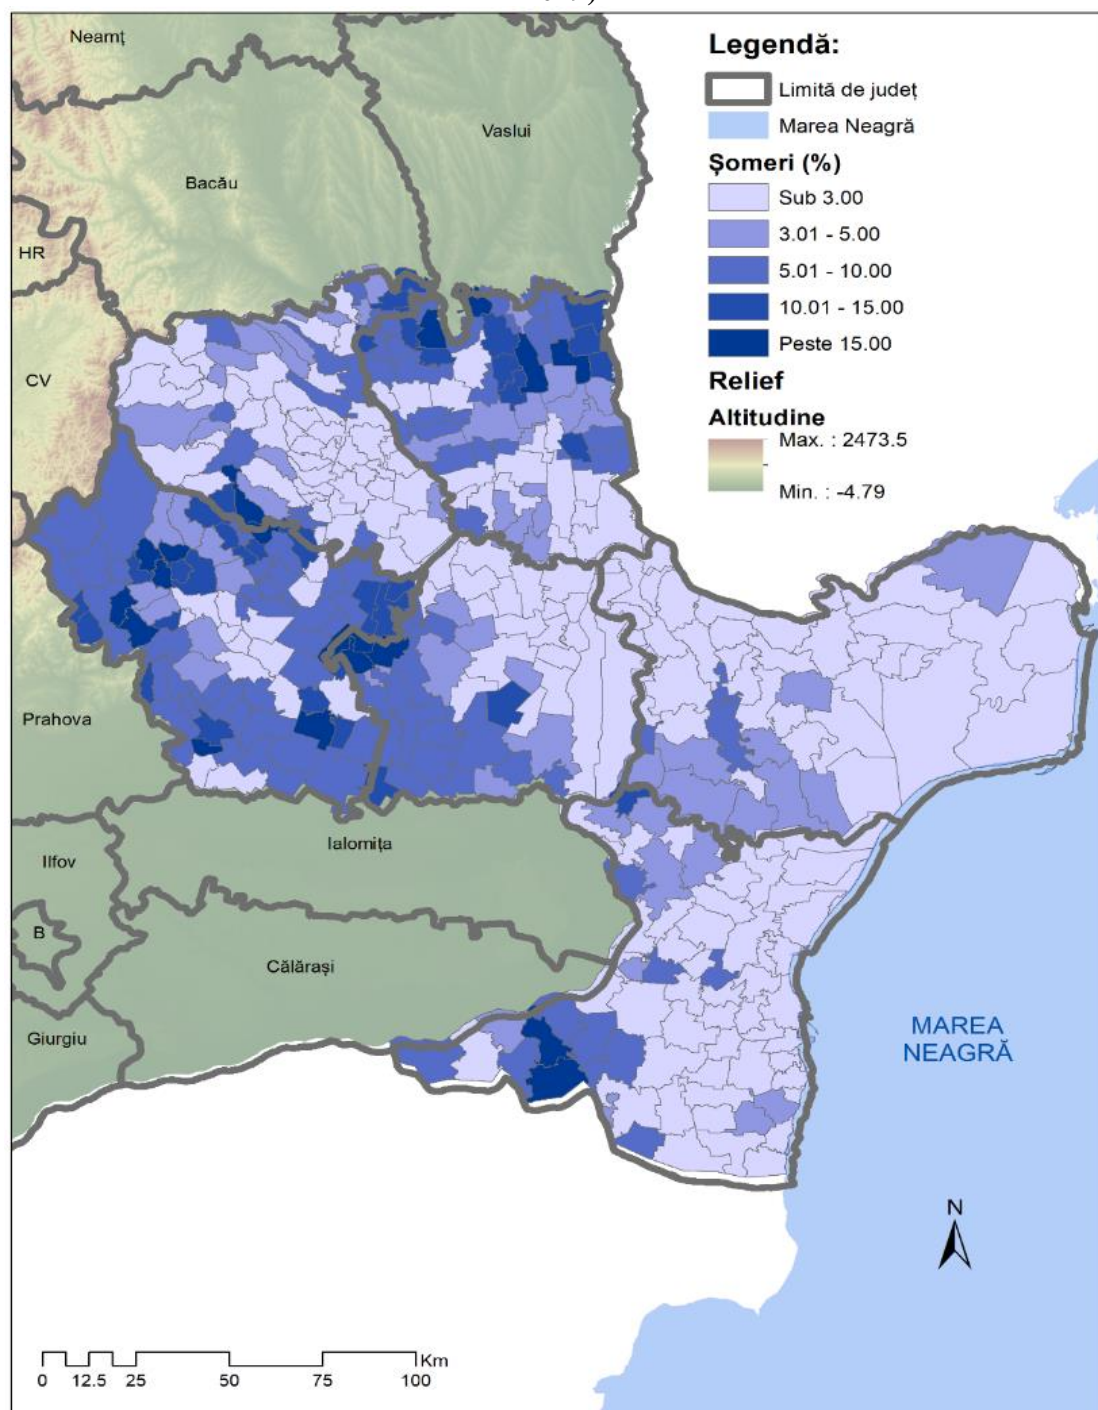 Neamț
Vaslui
Bacău
HR
CV
Prahova
Ilfov
B
Giurgiu
Ialomița
Călărași
Legendă:
Limită de județ
Marea Neagră
Șomeri (%)
Sub 3.00
3.01 - 5.00
5.01 - 10.00
10.01 - 15.00
Peste 15.00
Relief
Altitudine
Max. : 2473.5
Min. : -4.79
MAREA
NEAGRĂ
N
Km
0 12.5 25 50 75 100